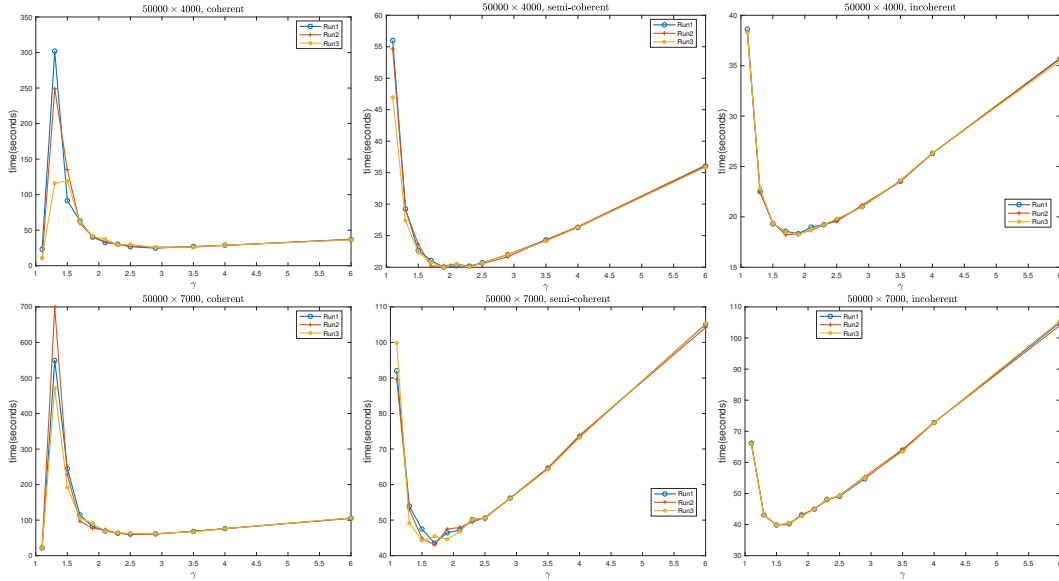 50000 × 4000, coherent
350
300
250
200
150
100
50
0
time(seconds)
Run1
Run2
Run3
1 1.5 2 2.5 3 3.5 4 4.5 5 5.5 6
γ
50000 × 4000, semi-coherent
60
55
50
45
40
35
30
25
20
time(seconds)
Run1
Run2
Run3
1 1.5 2 2.5 3 3.5 4 4.5 5 5.5 6
γ
50000 × 4000, incoherent
40
35
30
25
20
15
time(seconds)
Run1
Run2
Run3
1 1.5 2 2.5 3 3.5 4 4.5 5 5.5 6
γ
50000 × 7000, coherent
700
600
500
400
300
200
100
0
time(seconds)
Run1
Run2
Run3
1 1.5 2 2.5 3 3.5 4 4.5 5 5.5 6
γ
50000 × 7000, semi-coherent
110
100
90
80
70
60
50
40
time(seconds)
Run1
Run2
Run3
1 1.5 2 2.5 3 3.5 4 4.5 5 5.5 6
γ
50000 × 7000, incoherent
110
100
90
80
70
60
50
40
30
time(seconds)
Run1
Run2
Run3
1 1.5 2 2.5 3 3.5 4 4.5 5 5.5 6
γ